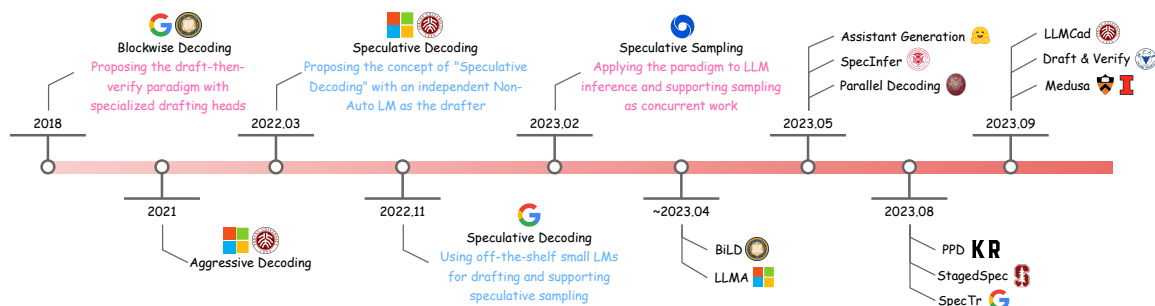 Blockwise Decoding
Proposing the draft-then-
verify paradigm with
specialized drafting heads
2018
Speculative Decoding
Proposing the concept of "Speculative
Decoding" with an independent Non-
Auto LM as the drafter
2022.03
Speculative Sampling
Applying the paradigm to LLM
inference and supporting sampling
as concurrent work
2023.02
Assistant Generation
SpecInfer
Parallel Decoding
2023.05
LLMCad
Draft & Verify
Medusa
2023.09
2021
Aggressive Decoding
2022.11
Speculative Decoding
Using off-the-shelf small LMs
for drafting and supporting
speculative sampling
~2023.04
BiLD
LLMA
2023.08
PPD KR
StagedSpec
SpecTr